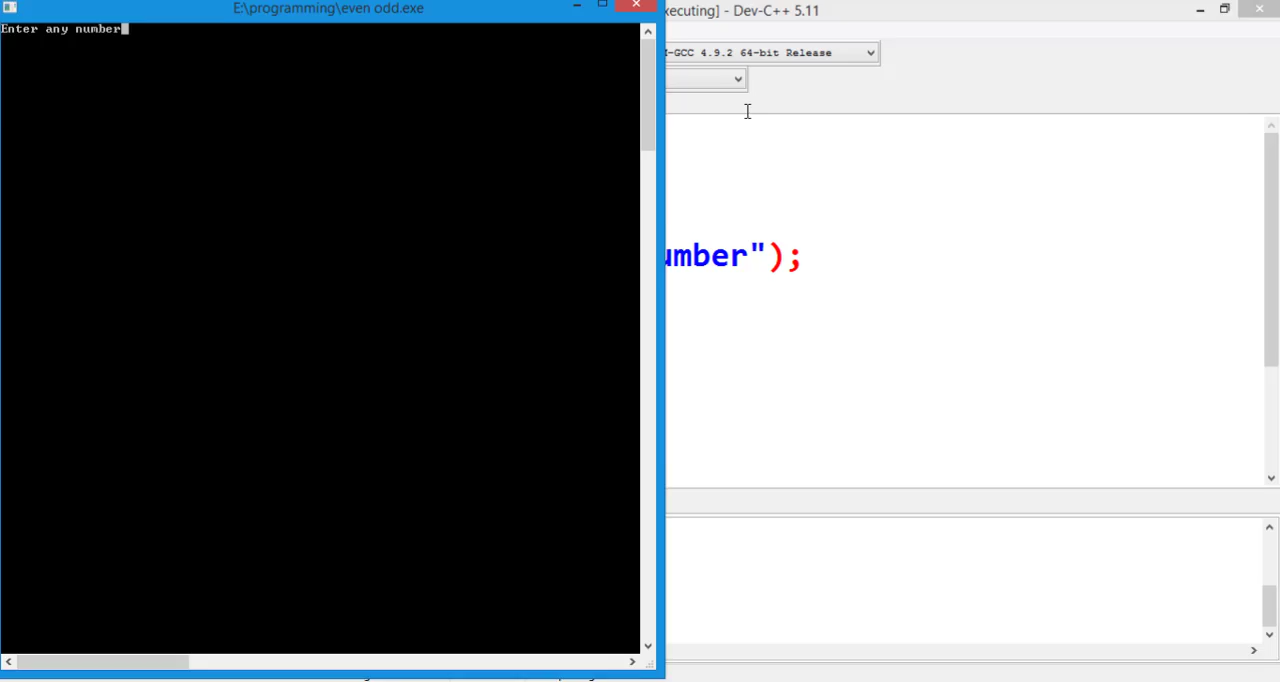 E:\programming\even odd.exe
Enter any number
xecuting] - Dev-C++ 5.11
-GCC 4.9.2 64-bit Release
umber");